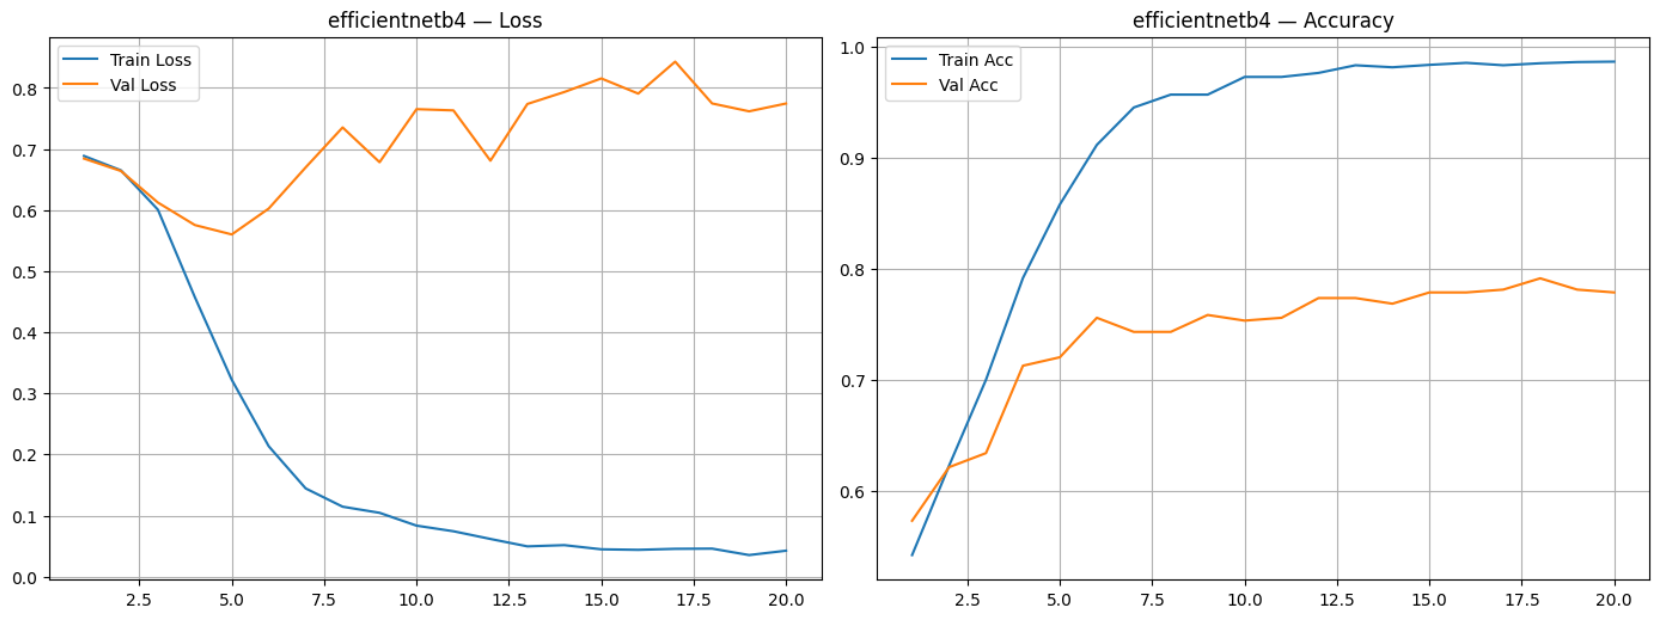 efficientnetb4 — Loss
Train Loss
Val Loss
0.8
0.7
0.6
0.5
0.4
0.3
0.2
0.1
0.0
2.5 5.0 7.5 10.0 12.5 15.0 17.5 20.0
efficientnetb4 — Accuracy
Train Acc
Val Acc
1.0
0.9
0.8
0.7
0.6
2.5 5.0 7.5 10.0 12.5 15.0 17.5 20.0